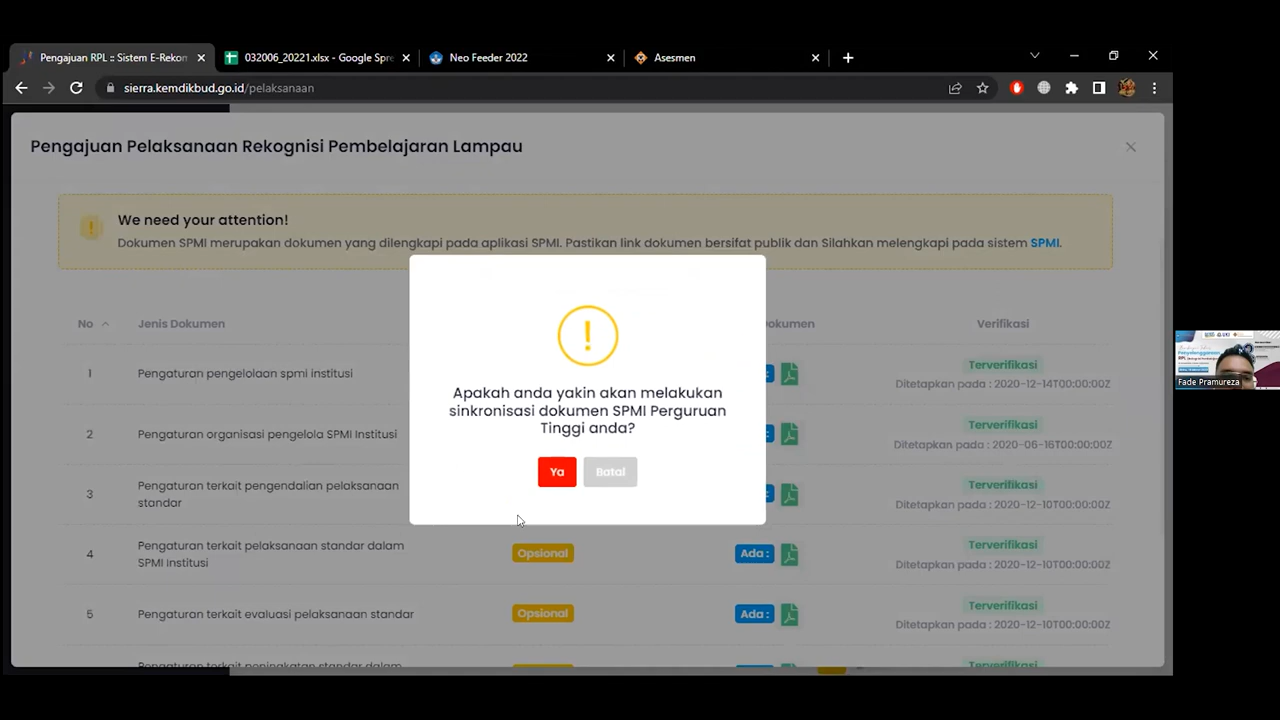 Pengajuan RPL :: Sistem E-Rekon
032006_20221.xlsx - Google Spre
Neo Feeder 2022
Asesmen
sierra.kemdikbud.go.id/pelaksanaan
Pengajuan Pelaksanaan Rekognisi Pembelajaran Lampau
We need your attention!
Dokumen SPMI merupakan dokumen yang dilengkapi pada aplikasi SPMI. Pastikan link dokumen bersifat publik dan Silahkan melengkapi pada sistem SPMI.
No Jenis Dokumen Dokumen Verifikasi
1 Pengaturan pengelolaan spmi institusi Terverifikasi
Ditetapkan pada : 2020-12-14T00:00:00Z
2 Pengaturan organisasi pengelola SPMI Institusi Terverifikasi
Ditetapkan pada : 2020-06-16T00:00:00Z
3 Pengaturan terkait pengendalian pelaksanaan
standar
Terverifikasi
Ditetapkan pada : 2020-12-10T00:00:00Z
4 Pengaturan terkait pelaksanaan standar dalam
SPMI Institusi
Opsional Ada : Terverifikasi
Ditetapkan pada : 2020-12-10T00:00:00Z
5 Pengaturan terkait evaluasi pelaksanaan standar Opsional Ada : Terverifikasi
Ditetapkan pada : 2020-12-10T00:00:00Z
Pengaturan terkait peningkatan standar dalam Terverifikasi
Apakah anda yakin akan melakukan
sinkronisasi dokumen SPMI Perguruan
Tinggi anda?
Ya Batal
Fade Pramureza